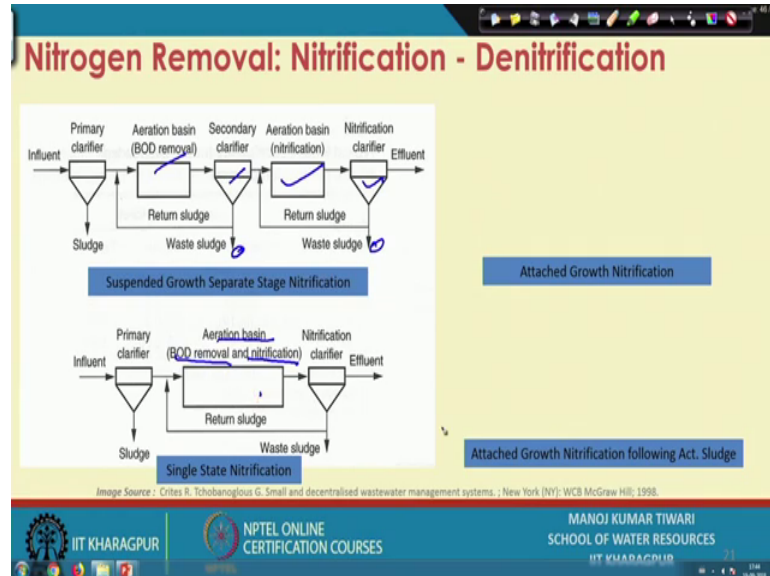 Nitrogen Removal: Nitrification - Denitrification
Primary
clarifier
Aeration basin
(BOD removal)
Secondary
clarifier
Aeration basin
(nitrification)
Nitrification
clarifier
Influent
Effluent
Return sludge
Return sludge
Sludge
Waste sludge
Waste sludge
Suspended Growth Separate Stage Nitrification
Attached Growth Nitrification
Primary
clarifier
Aeration basin
(BOD removal and nitrification)
Nitrification
clarifier
Influent
Effluent
Return sludge
Sludge
Waste sludge
Single State Nitrification
Attached Growth Nitrification following Act. Sludge
Image Source : Crites R. Tchobanoglous G. Small and decentralised wastewater management systems. ; New York (NY): WCB McGraw Hill; 1998.
IIT KHARAGPUR
NPTEL ONLINE
CERTIFICATION COURSES
MANOJ KUMAR TIWARI
SCHOOL OF WATER RESOURCES
IIT KHARAGPUR
21
17:44